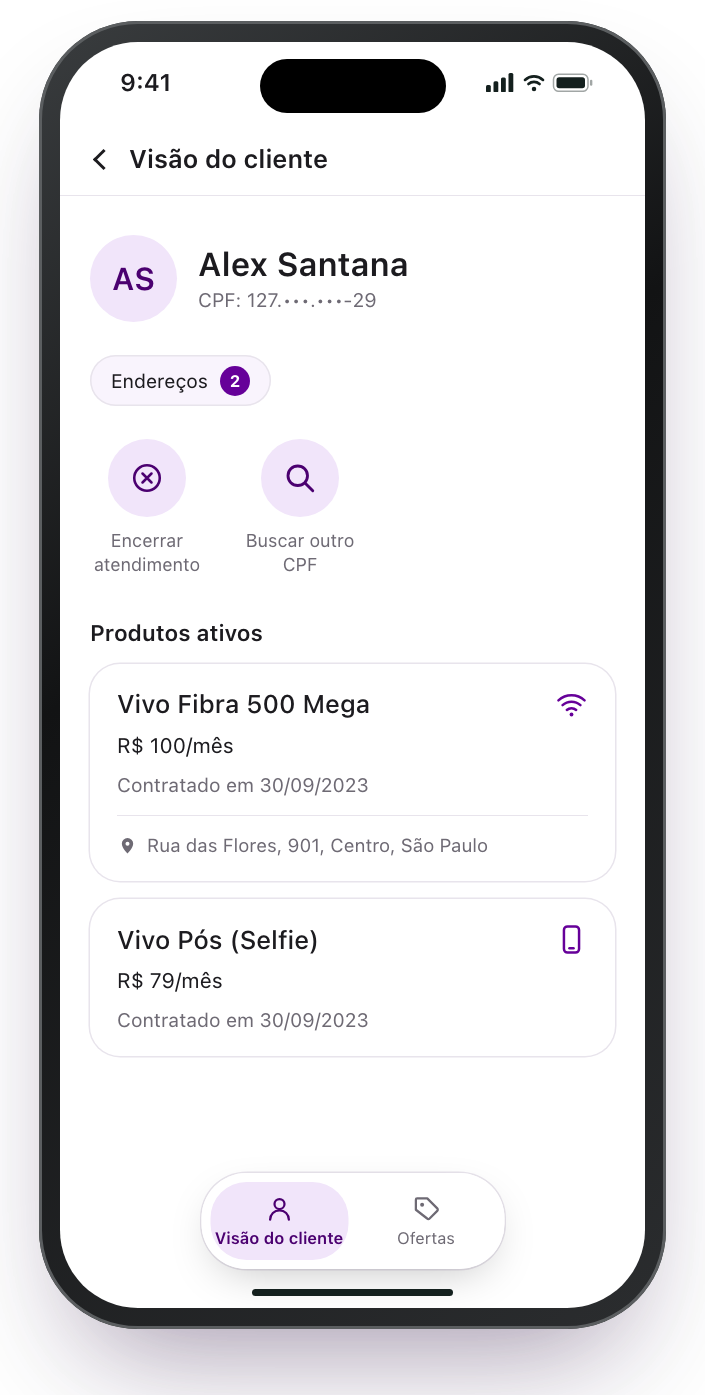 9:41
Visão do cliente
AS
Alex Santana
CPF: 127.•••.•••-29
Endereços 2
Encerrar
atendimento
Buscar outro
CPF
Produtos ativos
Vivo Fibra 500 Mega
R$ 100/mês
Contratado em 30/09/2023
Rua das Flores, 901, Centro, São Paulo
Vivo Pós (Selfie)
R$ 79/mês
Contratado em 30/09/2023
Visão do cliente
Ofertas